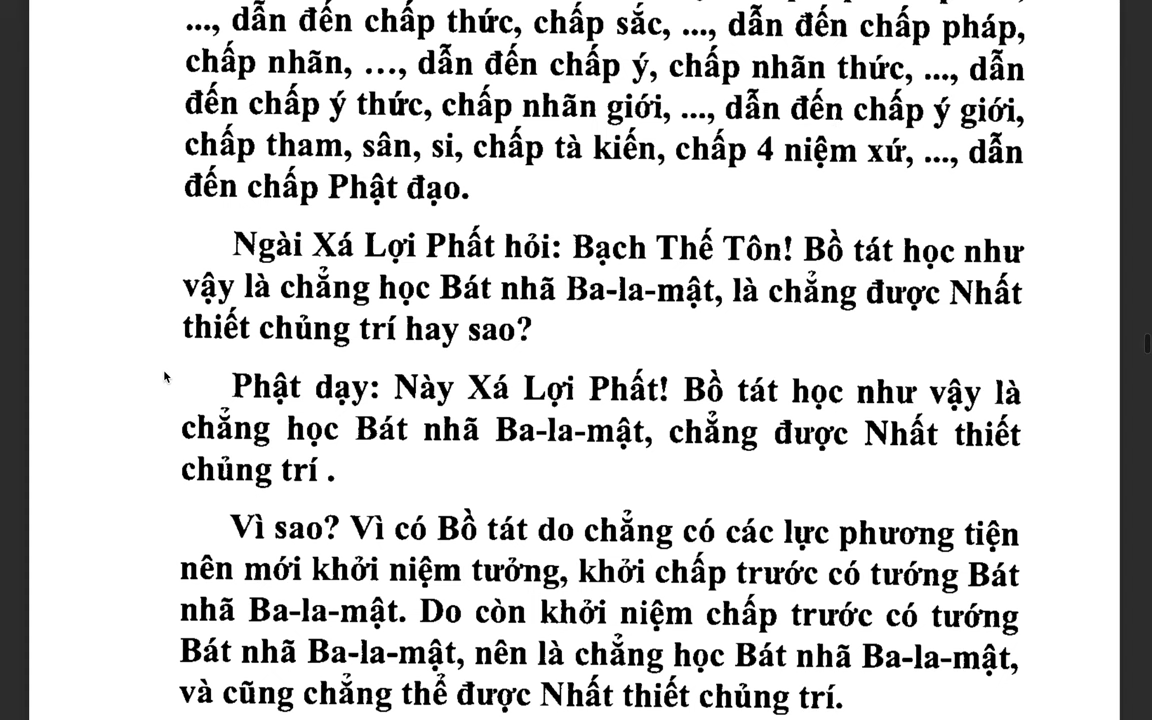 ..., dẫn đến chấp thức, chấp sắc, ..., dẫn đến chấp pháp,
chấp nhãn, ..., dẫn đến chấp ý, chấp nhãn thức, ..., dẫn
đến chấp ý thức, chấp nhãn giới, ..., dẫn đến chấp ý giới,
chấp tham, sân, si, chấp tà kiến, chấp 4 niệm xứ, ..., dẫn
đến chấp Phật đạo.
Ngài Xá Lợi Phất hỏi: Bạch Thế Tôn! Bồ tát học như
vậy là chẳng học Bát nhã Ba-la-mật, là chẳng được Nhất
thiết chủng trí hay sao?
Phật dạy: Này Xá Lợi Phất! Bồ tát học như vậy là
chẳng học Bát nhã Ba-la-mật, chẳng được Nhất thiết
chủng trí .
Vì sao? Vì có Bồ tát do chẳng có các lực phương tiện
nên mới khởi niệm tưởng, khởi chấp trước có tướng Bát
nhã Ba-la-mật. Do còn khởi niệm chấp trước có tướng
Bát nhã Ba-la-mật, nên là chẳng học Bát nhã Ba-la-mật,
và cũng chẳng thể được Nhất thiết chủng trí.